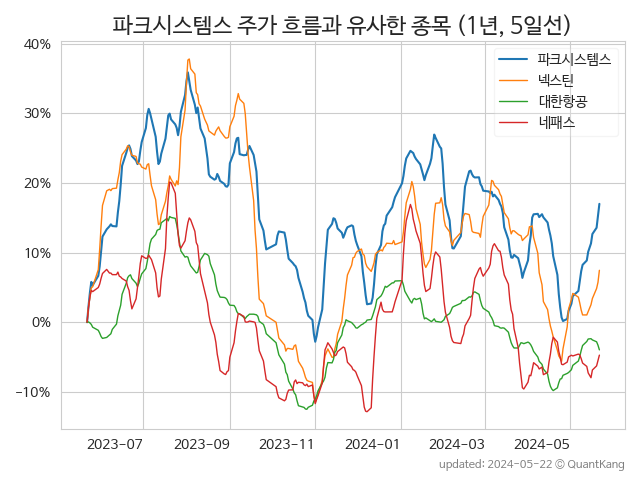 파크시스템스 주가 흐름과 유사한 종목 (1년, 5일선)
파크시스템스
넥스틴
대한항공
네패스
40%
30%
20%
10%
0%
−10%
2023-07
2023-09
2023-11
2024-01
2024-03
2024-05
updated: 2024-05-22 © QuantKang